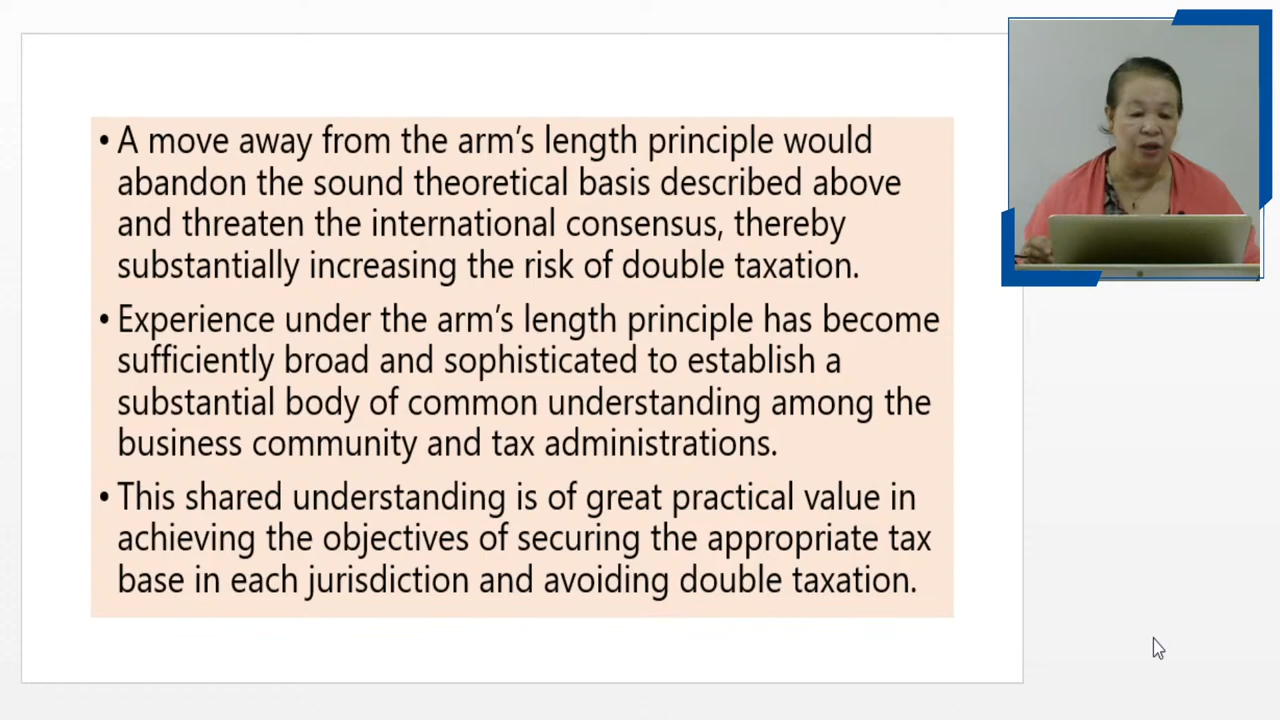 • A move away from the arm’s length principle would
abandon the sound theoretical basis described above
and threaten the international consensus, thereby
substantially increasing the risk of double taxation.
• Experience under the arm’s length principle has become
sufficiently broad and sophisticated to establish a
substantial body of common understanding among the
business community and tax administrations.
• This shared understanding is of great practical value in
achieving the objectives of securing the appropriate tax
base in each jurisdiction and avoiding double taxation.